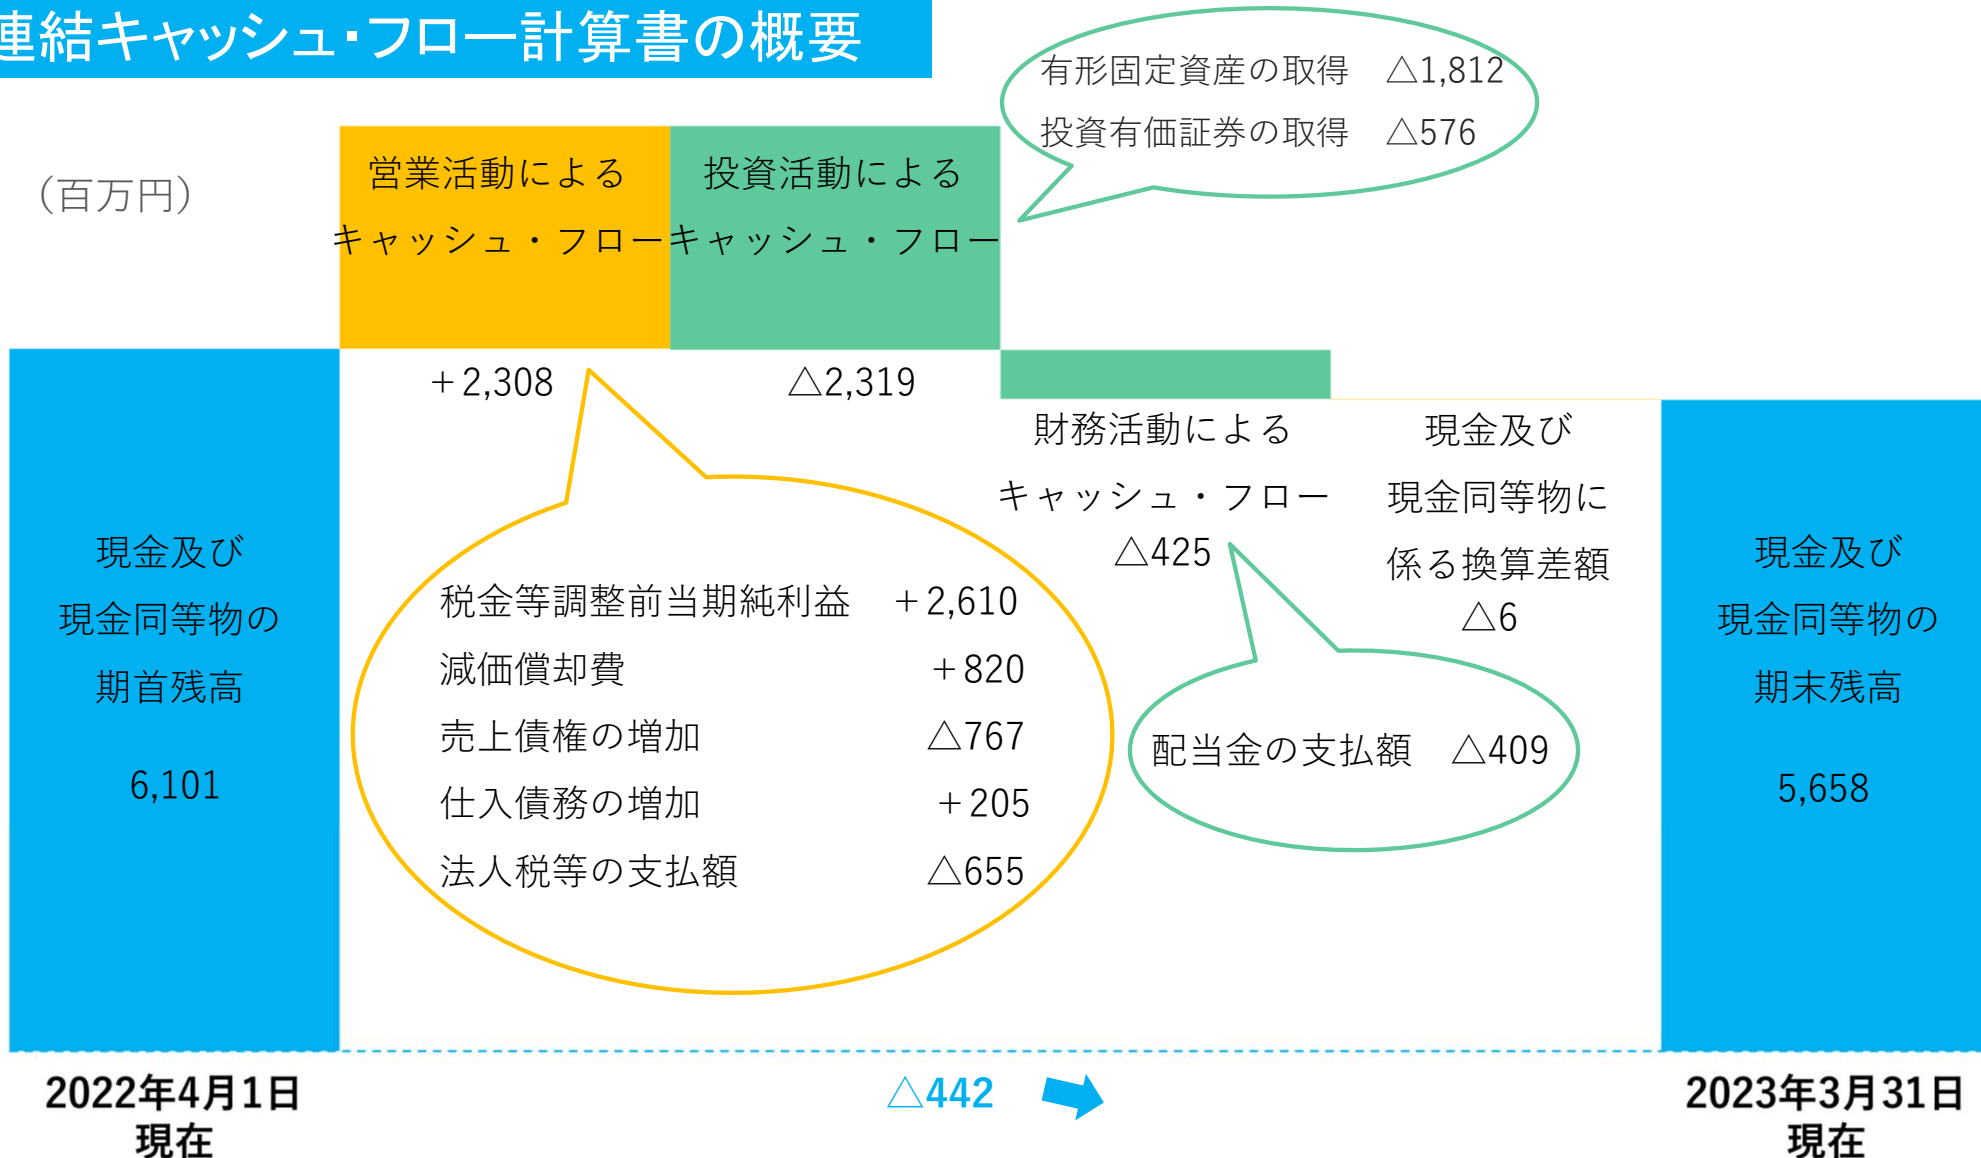 連結キャッシュ・フロー計算書の概要
(百万円)
有形固定資産の取得 △1,812
投資有価証券の取得 △576
営業活動による
キャッシュ・フロー
+2,308
投資活動による
キャッシュ・フロー
△2,319
財務活動による
キャッシュ・フロー
△425
現金及び
現金同等物に
係る換算差額
△6
現金及び
現金同等物の
期首残高
6,101
税金等調整前当期純利益 +2,610
減価償却費 +820
売上債権の増加 △767
仕入債務の増加 +205
法人税等の支払額 △655
配当金の支払額 △409
現金及び
現金同等物の
期末残高
5,658
2022年4月1日
現在
△442
2023年3月31日
現在